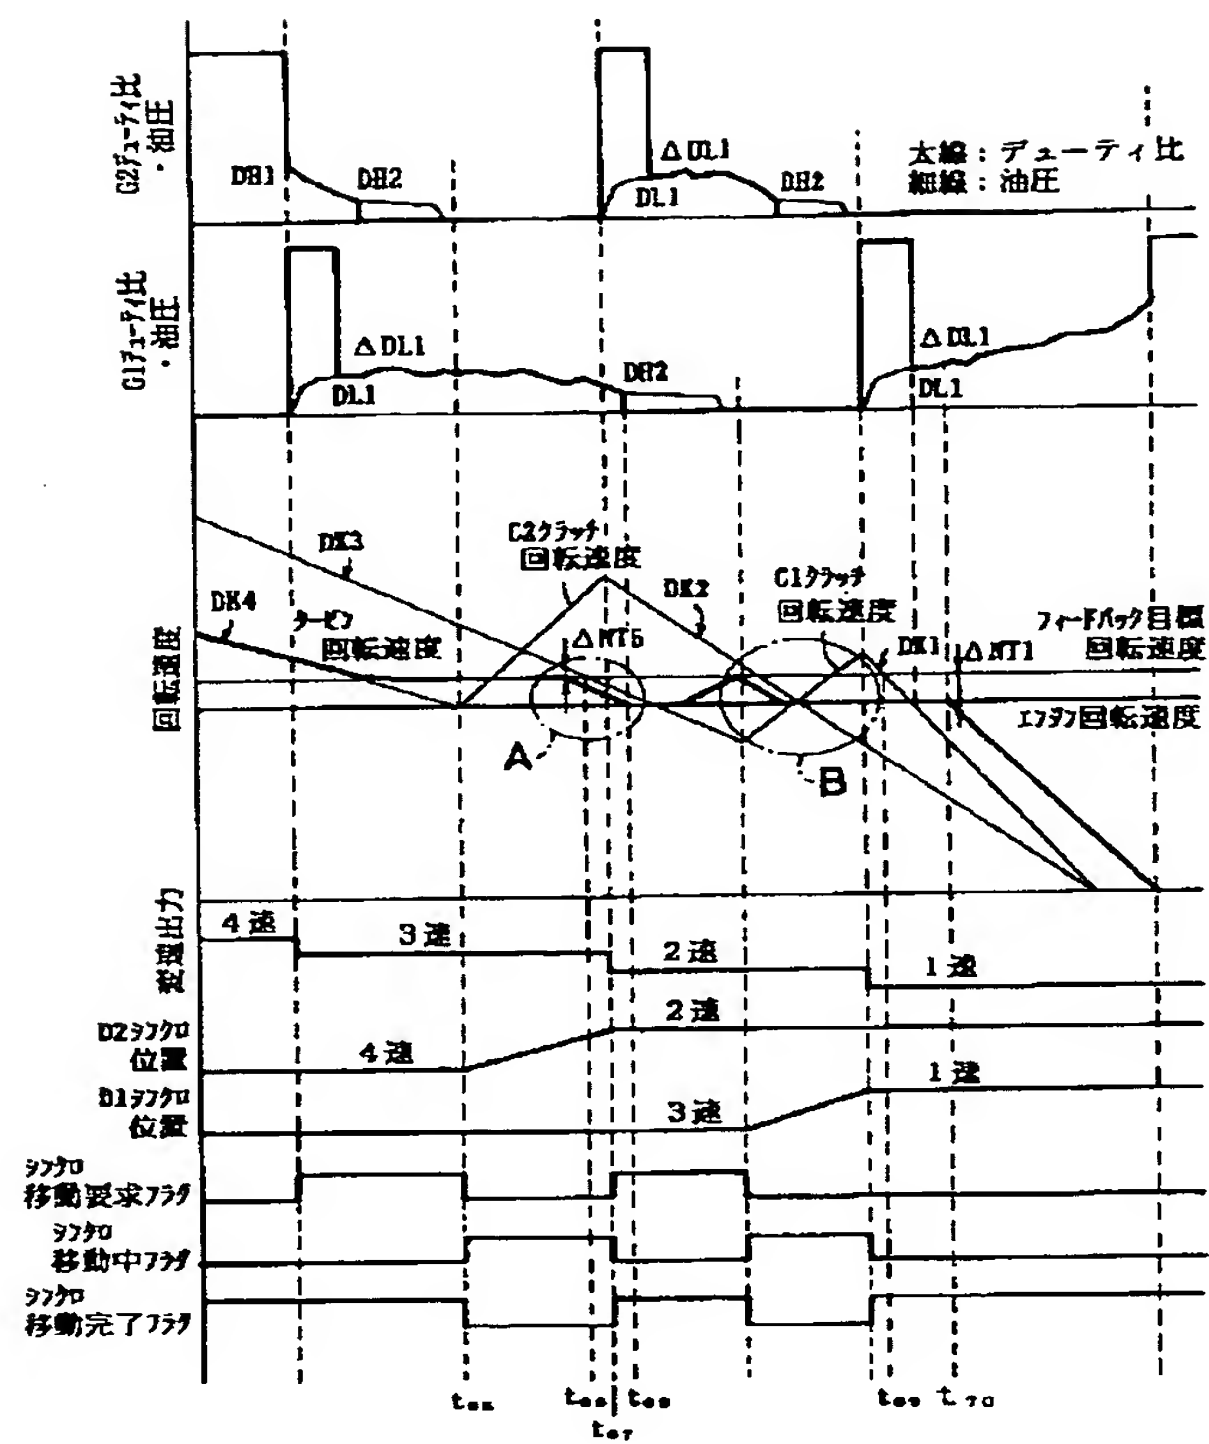 G2デューティ比
・油圧
DH1
DH2
ΔDL1
DL1
DH2
太線:デューティ比
細線:油圧
G1デューティ比
・油圧
ΔDL1
DL1
DH2
ΔDL1
DL1
回転速度
DK3
DK4
タービン
回転速度
C2クラッチ
回転速度
ΔNT5
DK2
C1クラッチ
回転速度
DK1
ΔNT1
フィードバック目標
回転速度
エンジン回転速度
A
B
変速出力
4速
3速
2速
1速
D2シンクロ
位置
4速
2速
D1シンクロ
位置
3速
1速
シンクロ
移動要求フラグ
シンクロ
移動中フラグ
シンクロ
移動完了フラグ
t67
t70